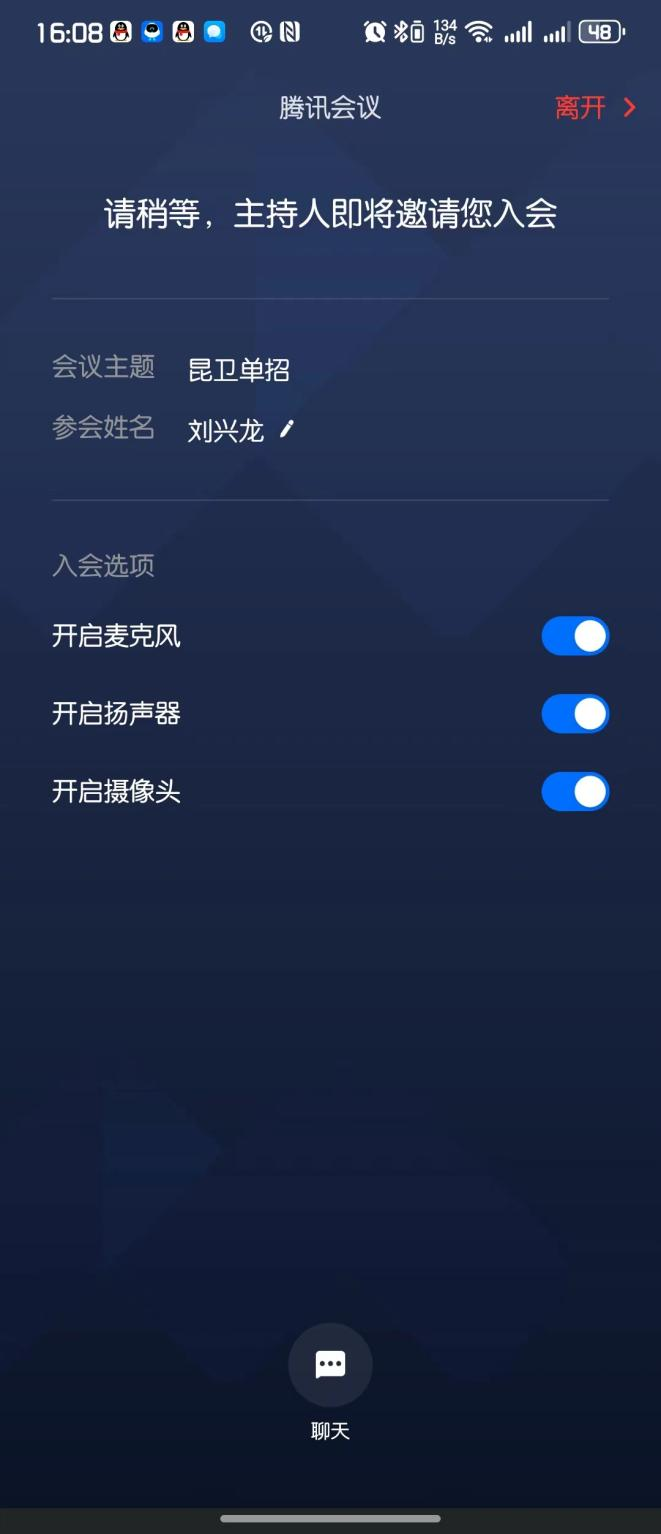 16:08 134 B/s 48
腾讯会议 离开
请稍等，主持人即将邀请您入会
会议主题 昆卫单招
参会姓名 刘兴龙
入会选项
开启麦克风
开启扬声器
开启摄像头
聊天